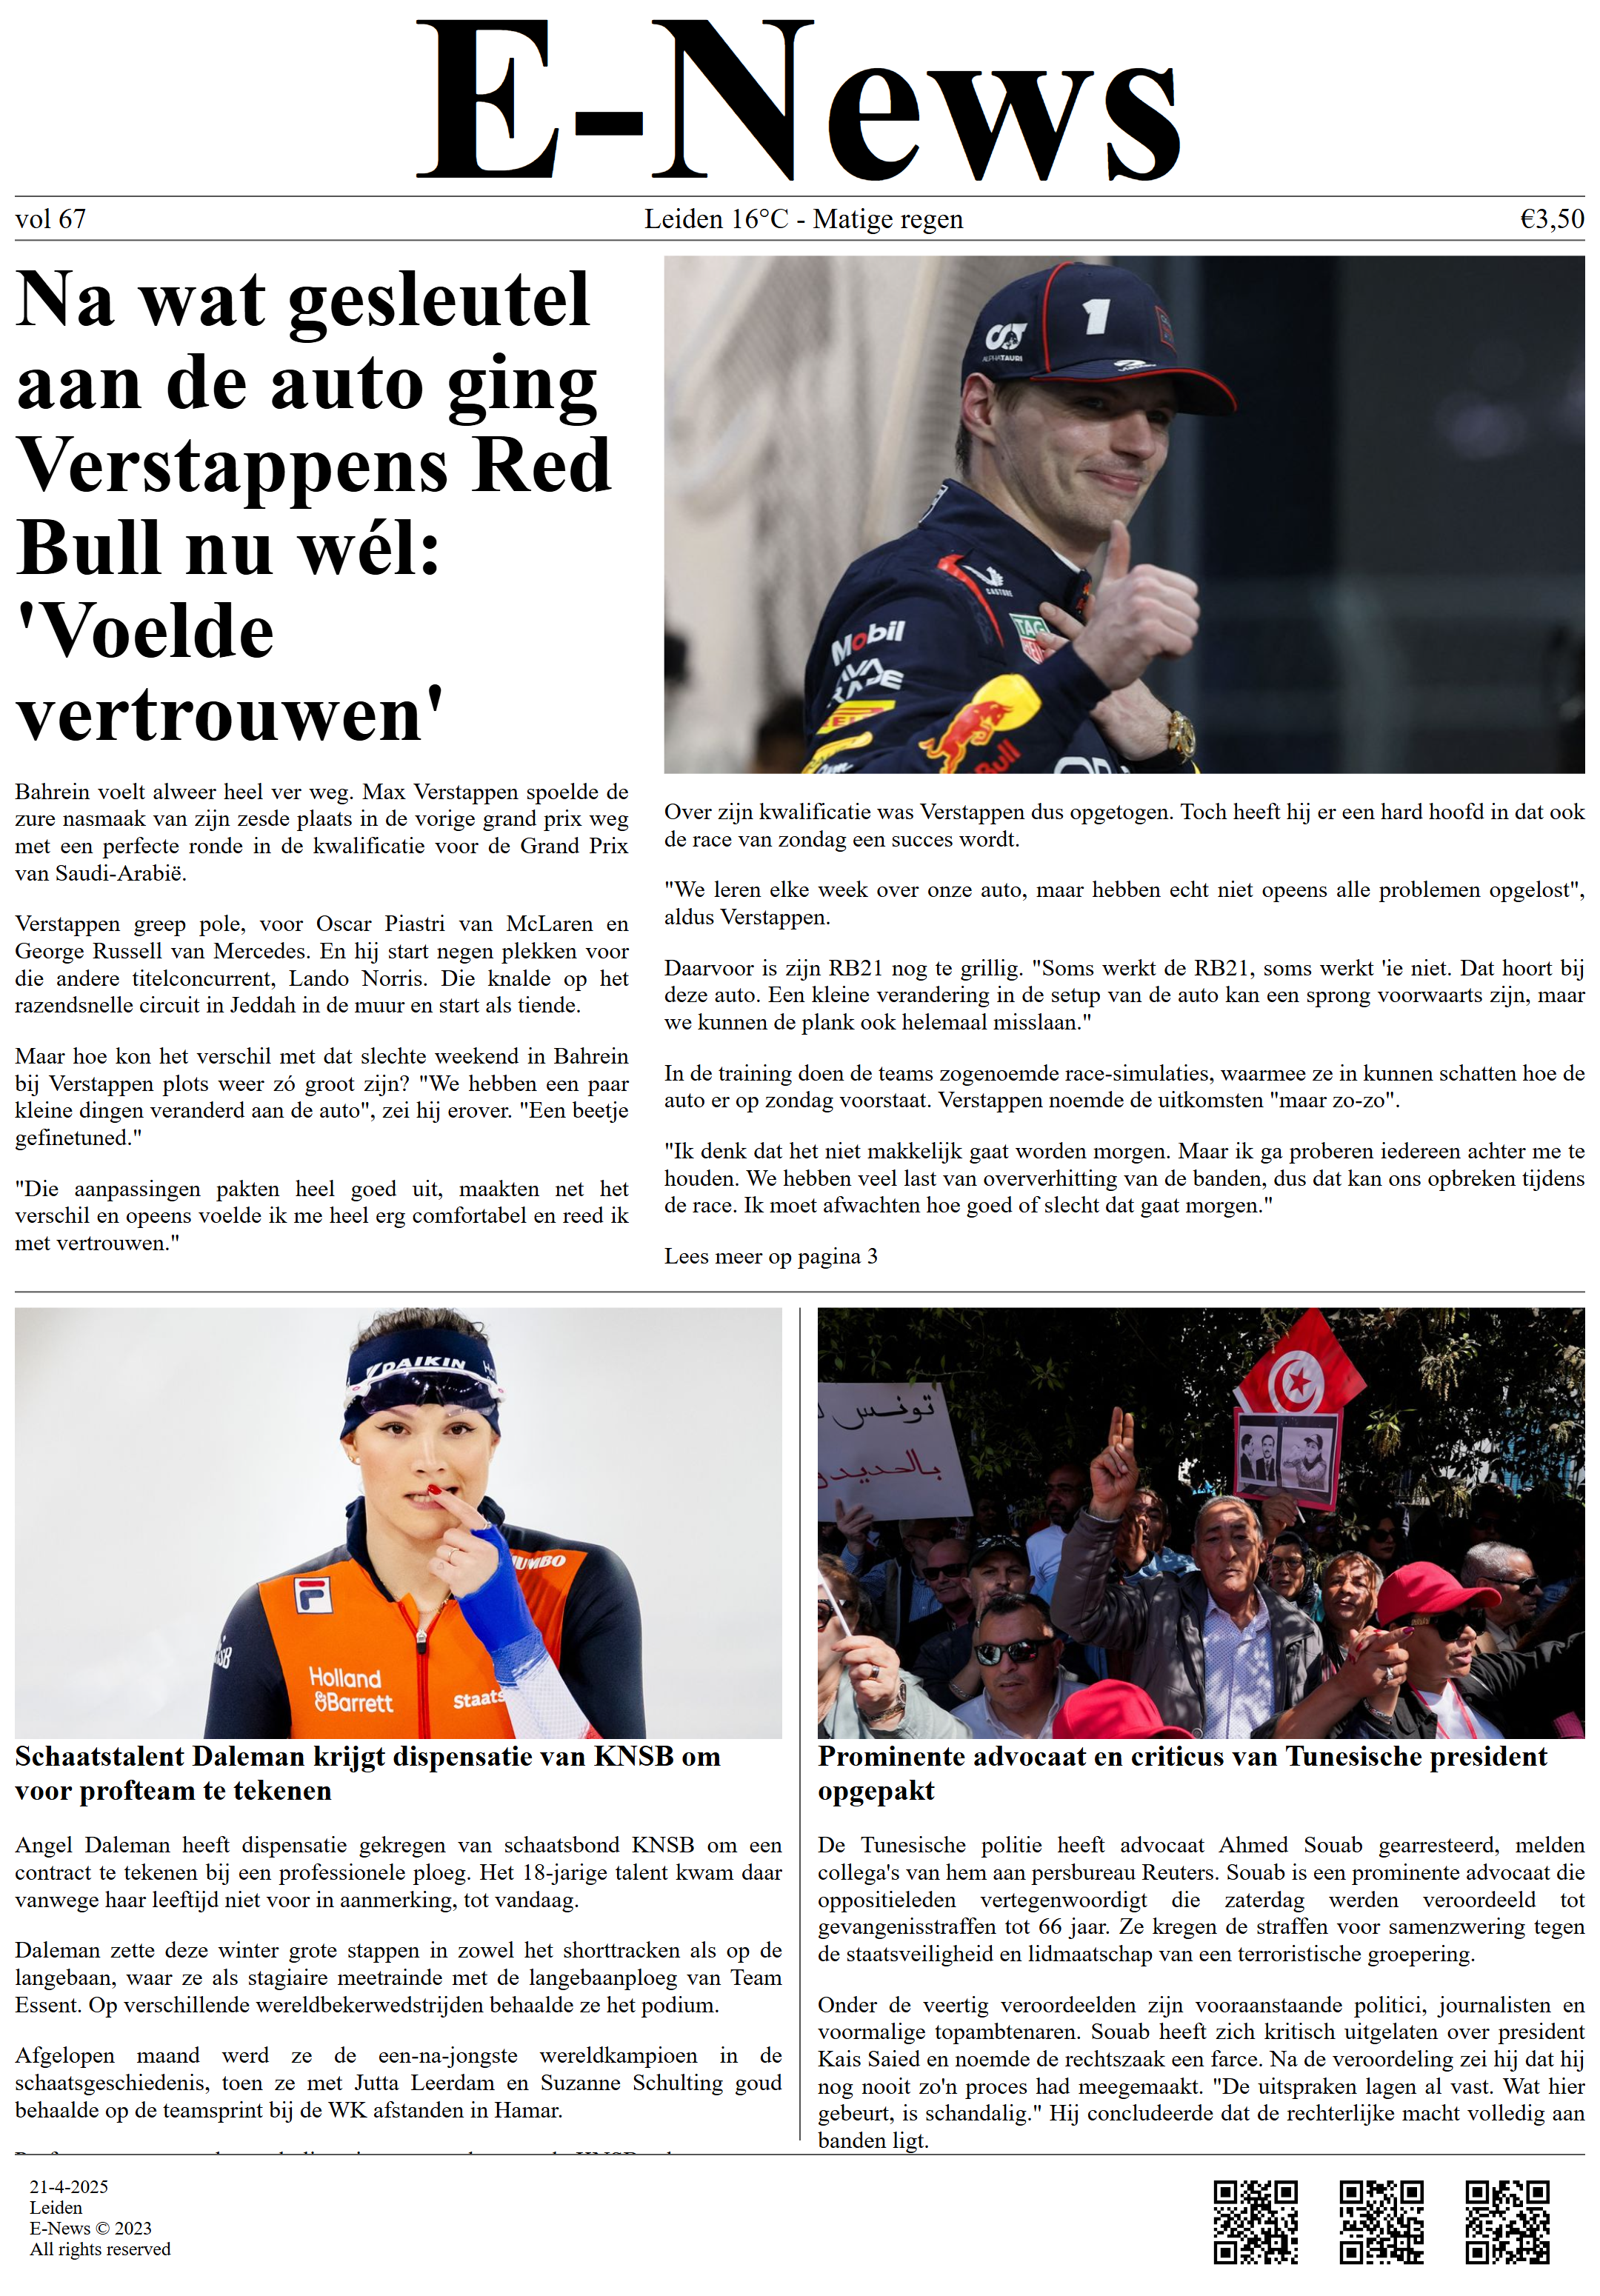 E-News
vol 67
Leiden 16°C - Matige regen
€3,50
Na wat gesleutel
aan de auto ging
Verstappens Red
Bull nu wél:
'Voelde
vertrouwen'
Bahrein voelt alweer heel ver weg. Max Verstappen spoelde de
zure nasmaak van zijn zesde plaats in de vorige grand prix weg
met een perfecte ronde in de kwalificatie voor de Grand Prix
van Saudi-Arabië.
Verstappen greep pole, voor Oscar Piastri van McLaren en
George Russell van Mercedes. En hij start negen plekken voor
die andere titelconcurrent, Lando Norris. Die knalde op het
razendsnelle circuit in Jeddah in de muur en start als tiende.
Maar hoe kon het verschil met dat slechte weekend in Bahrein
bij Verstappen plots weer zó groot zijn? "We hebben een paar
kleine dingen veranderd aan de auto", zei hij erover. "Een beetje
gefinetuned."
"Die aanpassingen pakten heel goed uit, maakten net het
verschil en opeens voelde ik me heel erg comfortabel en reed ik
met vertrouwen."
1
ALPHATAURI
CASTORE
TAG
Mobil
AVA
TRADE
Bull
Over zijn kwalificatie was Verstappen dus opgetogen. Toch heeft hij er een hard hoofd in dat ook
de race van zondag een succes wordt.
"We leren elke week over onze auto, maar hebben echt niet opeens alle problemen opgelost",
aldus Verstappen.
Daarvoor is zijn RB21 nog te grillig. "Soms werkt de RB21, soms werkt 'ie niet. Dat hoort bij
deze auto. Een kleine verandering in de setup van de auto kan een sprong voorwaarts zijn, maar
we kunnen de plank ook helemaal misslaan."
In de training doen de teams zogenoemde race-simulaties, waarmee ze in kunnen schatten hoe de
auto er op zondag voorstaat. Verstappen noemde de uitkomsten "maar zo-zo".
"Ik denk dat het niet makkelijk gaat worden morgen. Maar ik ga proberen iedereen achter me te
houden. We hebben veel last van oververhitting van de banden, dus dat kan ons opbreken tijdens
de race. Ik moet afwachten hoe goed of slecht dat gaat morgen."
Lees meer op pagina 3
DAIKIN
JUMBO
Holland
&Barrett
Staats
Schaatstalent Daleman krijgt dispensatie van KNSB om
voor profteam te tekenen
Angel Daleman heeft dispensatie gekregen van schaatsbond KNSB om een
contract te tekenen bij een professionele ploeg. Het 18-jarige talent kwam daar
vanwege haar leeftijd niet voor in aanmerking, tot vandaag.
Daleman zette deze winter grote stappen in zowel het shorttracken als op de
langebaan, waar ze als stagiaire meetrainde met de langebaanploeg van Team
Essent. Op verschillende wereldbekerwedstrijden behaalde ze het podium.
Afgelopen maand werd ze de een-na-jongste wereldkampioen in de
schaatsgeschiedenis, toen ze met Jutta Leerdam en Suzanne Schulting goud
behaalde op de teamsprint bij de WK afstanden in Hamar.
تونس
بالحديد و
Prominente advocaat en criticus van Tunesische president
opgepakt
De Tunesische politie heeft advocaat Ahmed Souab gearresteerd, melden
collega's van hem aan persbureau Reuters. Souab is een prominente advocaat die
oppositieleden vertegenwoordigt die zaterdag werden veroordeeld tot
gevangenisstraffen tot 66 jaar. Ze kregen de straffen voor samenzwering tegen
de staatsveiligheid en lidmaatschap van een terroristische groepering.
Onder de veertig veroordeelden zijn vooraanstaande politici, journalisten en
voormalige topambtenaren. Souab heeft zich kritisch uitgelaten over president
Kais Saied en noemde de rechtszaak een farce. Na de veroordeling zei hij dat hij
nog nooit zo'n proces had meegemaakt. "De uitspraken lagen al vast. Wat hier
gebeurt, is schandalig." Hij concludeerde dat de rechterlijke macht volledig aan
banden ligt.
21-4-2025
Leiden
E-News © 2023
All rights reserved